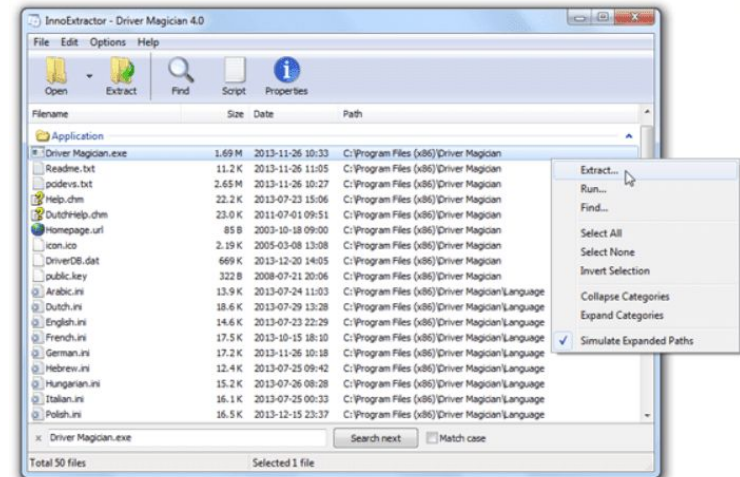 InnoExtractor - Driver Magician 4.0
File Edit Options Help
Open Extract Find Script Properties
Filename Size Date Path
Application
Driver Magician.exe 1.69 M 2013-11-26 10:33 C:\Program Files (x86)\Driver Magician
Readme.txt 11.2 K 2013-11-26 11:05 C:\Program Files (x86)\Driver Magician
pcidevs.txt 2.65 M 2013-11-26 10:27 C:\Program Files (x86)\Driver Magician
Help.chm 22.2 K 2013-07-23 15:06 C:\Program Files (x86)\Driver Magician
DutchHelp.chm 23.0 K 2011-07-01 09:51 C:\Program Files (x86)\Driver Magician
Homepage.url 85 B 2003-10-18 09:00 C:\Program Files (x86)\Driver Magician
icon.ico 2.19 K 2005-03-08 13:08 C:\Program Files (x86)\Driver Magician
DriverDB.dat 669 K 2013-12-20 14:05 C:\Program Files (x86)\Driver Magician
public.key 322 B 2008-07-21 20:06 C:\Program Files (x86)\Driver Magician
Arabic.ini 13.9 K 2013-07-24 11:03 C:\Program Files (x86)\Driver Magician\Language
Dutch.ini 18.6 K 2013-07-29 13:28 C:\Program Files (x86)\Driver Magician\Language
English.ini 14.6 K 2013-07-23 22:29 C:\Program Files (x86)\Driver Magician\Language
French.ini 17.5 K 2013-10-15 18:10 C:\Program Files (x86)\Driver Magician\Language
German.ini 17.2 K 2013-11-26 10:18 C:\Program Files (x86)\Driver Magician\Language
Hebrew.ini 12.4 K 2013-07-25 09:42 C:\Program Files (x86)\Driver Magician\Language
Hungarian.ini 15.2 K 2013-07-26 08:28 C:\Program Files (x86)\Driver Magician\Language
Italian.ini 16.1 K 2013-07-25 00:33 C:\Program Files (x86)\Driver Magician\Language
Polish.ini 16.5 K 2013-12-15 23:37 C:\Program Files (x86)\Driver Magician\Language
Extract...
Run...
Find...
Select All
Select None
Invert Selection
Collapse Categories
Expand Categories
Simulate Expanded Paths
Driver Magician.exe Search next Match case
Total 50 files Selected 1 file